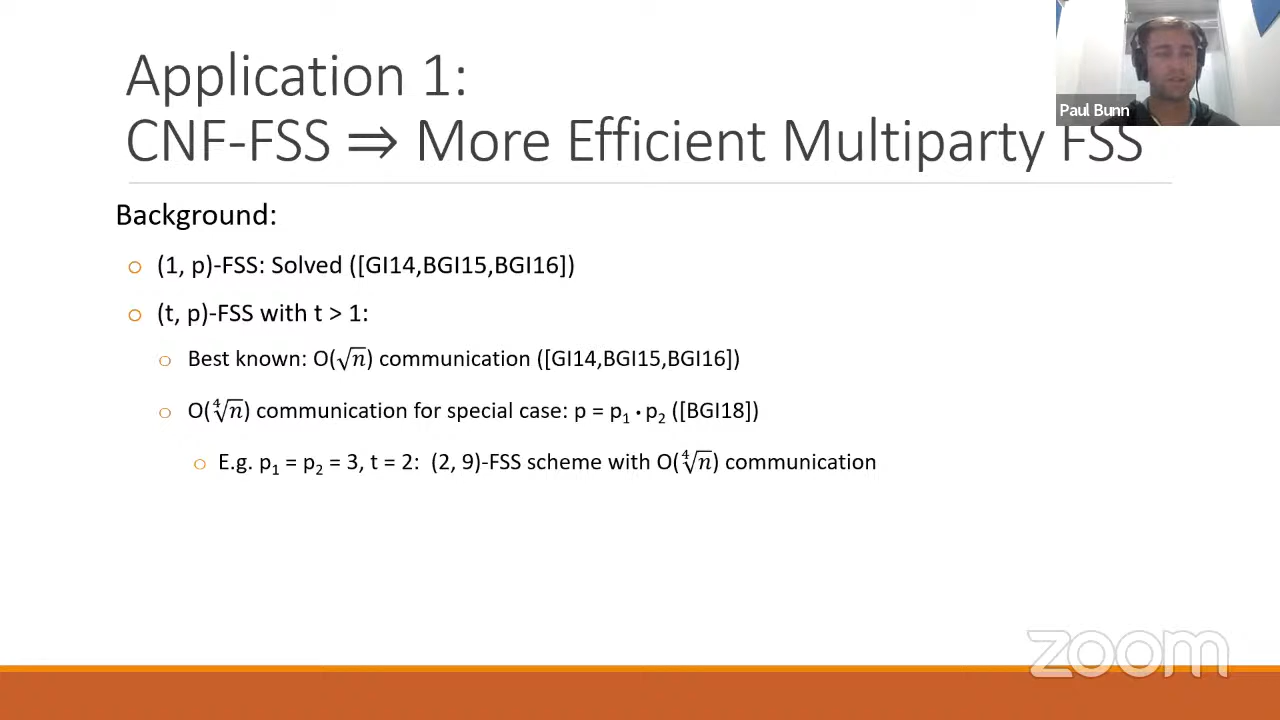 Application 1:
CNF-FSS ⇒ More Efficient Multiparty FSS
Paul Bunn
Background:
(1, p)-FSS: Solved ([GI14,BGI15,BGI16])
(t, p)-FSS with t > 1:
Best known: O(√n) communication ([GI14,BGI15,BGI16])
O(∜n) communication for special case: p = p₁ · p₂ ([BGI18])
E.g. p₁ = p₂ = 3, t = 2: (2, 9)-FSS scheme with O(∜n) communication
zoom